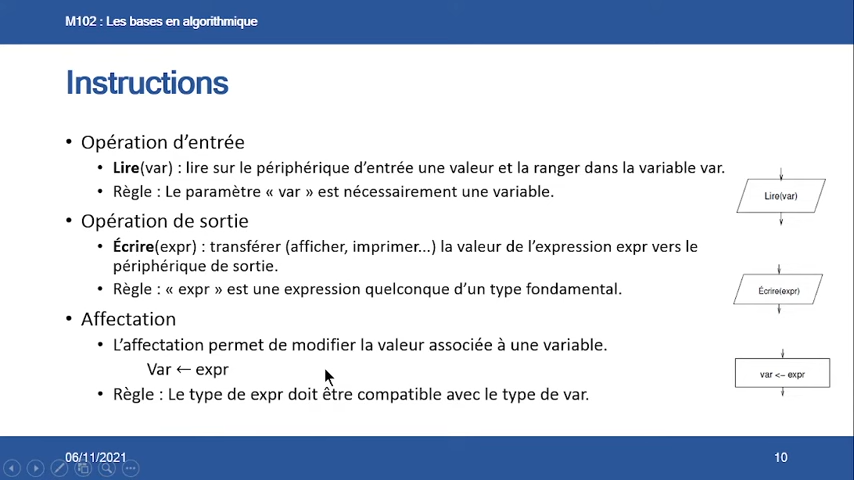 M102 : Les bases en algorithmique
Instructions
• Opération d’entrée
• Lire(var) : lire sur le périphérique d’entrée une valeur et la ranger dans la variable var.
• Règle : Le paramètre « var » est nécessairement une variable.
• Opération de sortie
• Écrire(expr) : transférer (afficher, imprimer...) la valeur de l’expression expr vers le
périphérique de sortie.
• Règle : « expr » est une expression quelconque d’un type fondamental.
• Affectation
• L’affectation permet de modifier la valeur associée à une variable.
Var ← expr
• Règle : Le type de expr doit être compatible avec le type de var.
Lire(var)
Écrire(expr)
var <− expr
06/11/2021
10